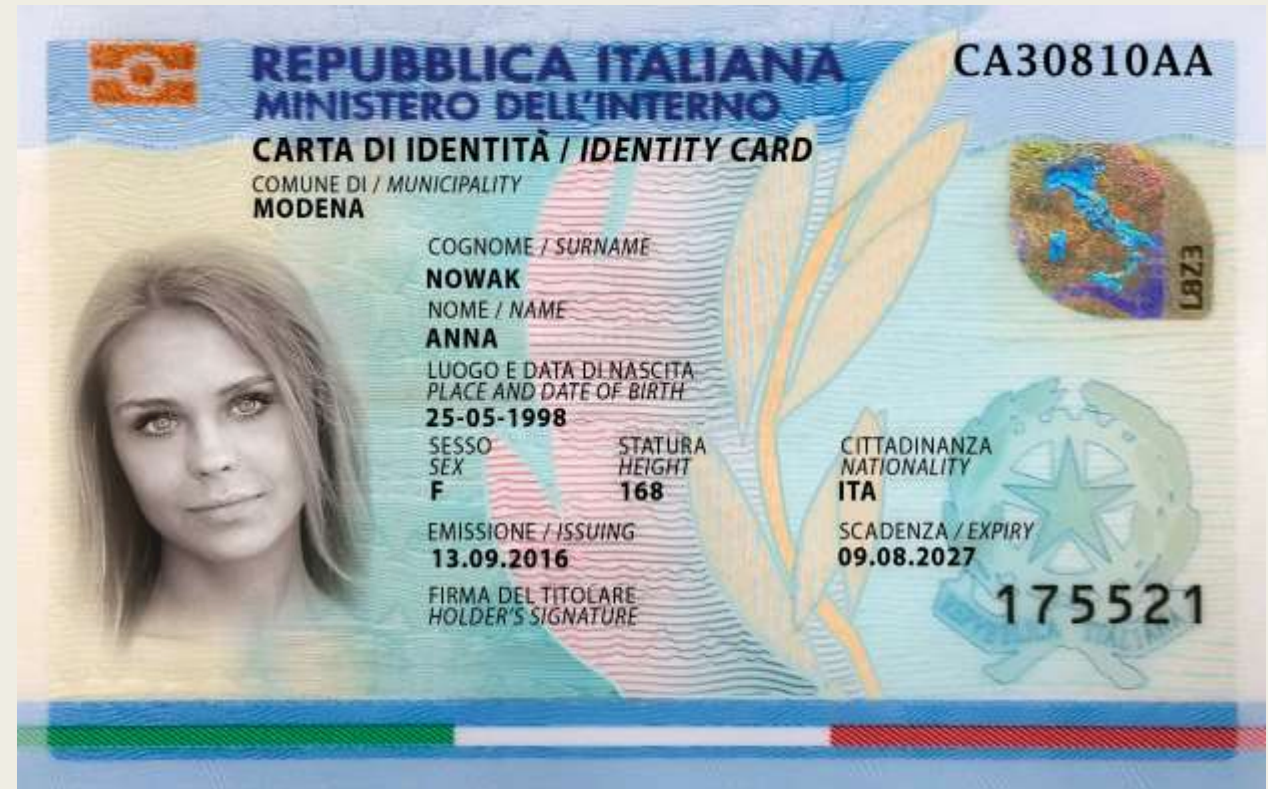 REPUBBLICA ITALIANA
MINISTERO DELL'INTERNO
CA30810AA
CARTA DI IDENTITÀ / IDENTITY CARD
COMUNE DI / MUNICIPALITY
MODENA
COGNOME / SURNAME
NOWAK
NOME / NAME
ANNA
LUOGO E DATA DI NASCITA
PLACE AND DATE OF BIRTH
25-05-1998
SESSO
SEX
F
STATURA
HEIGHT
168
CITTADINANZA
NATIONALITY
ITA
EMISSIONE / ISSUING
13.09.2016
SCADENZA / EXPIRY
09.08.2027
FIRMA DEL TITOLARE
HOLDER'S SIGNATURE
175521